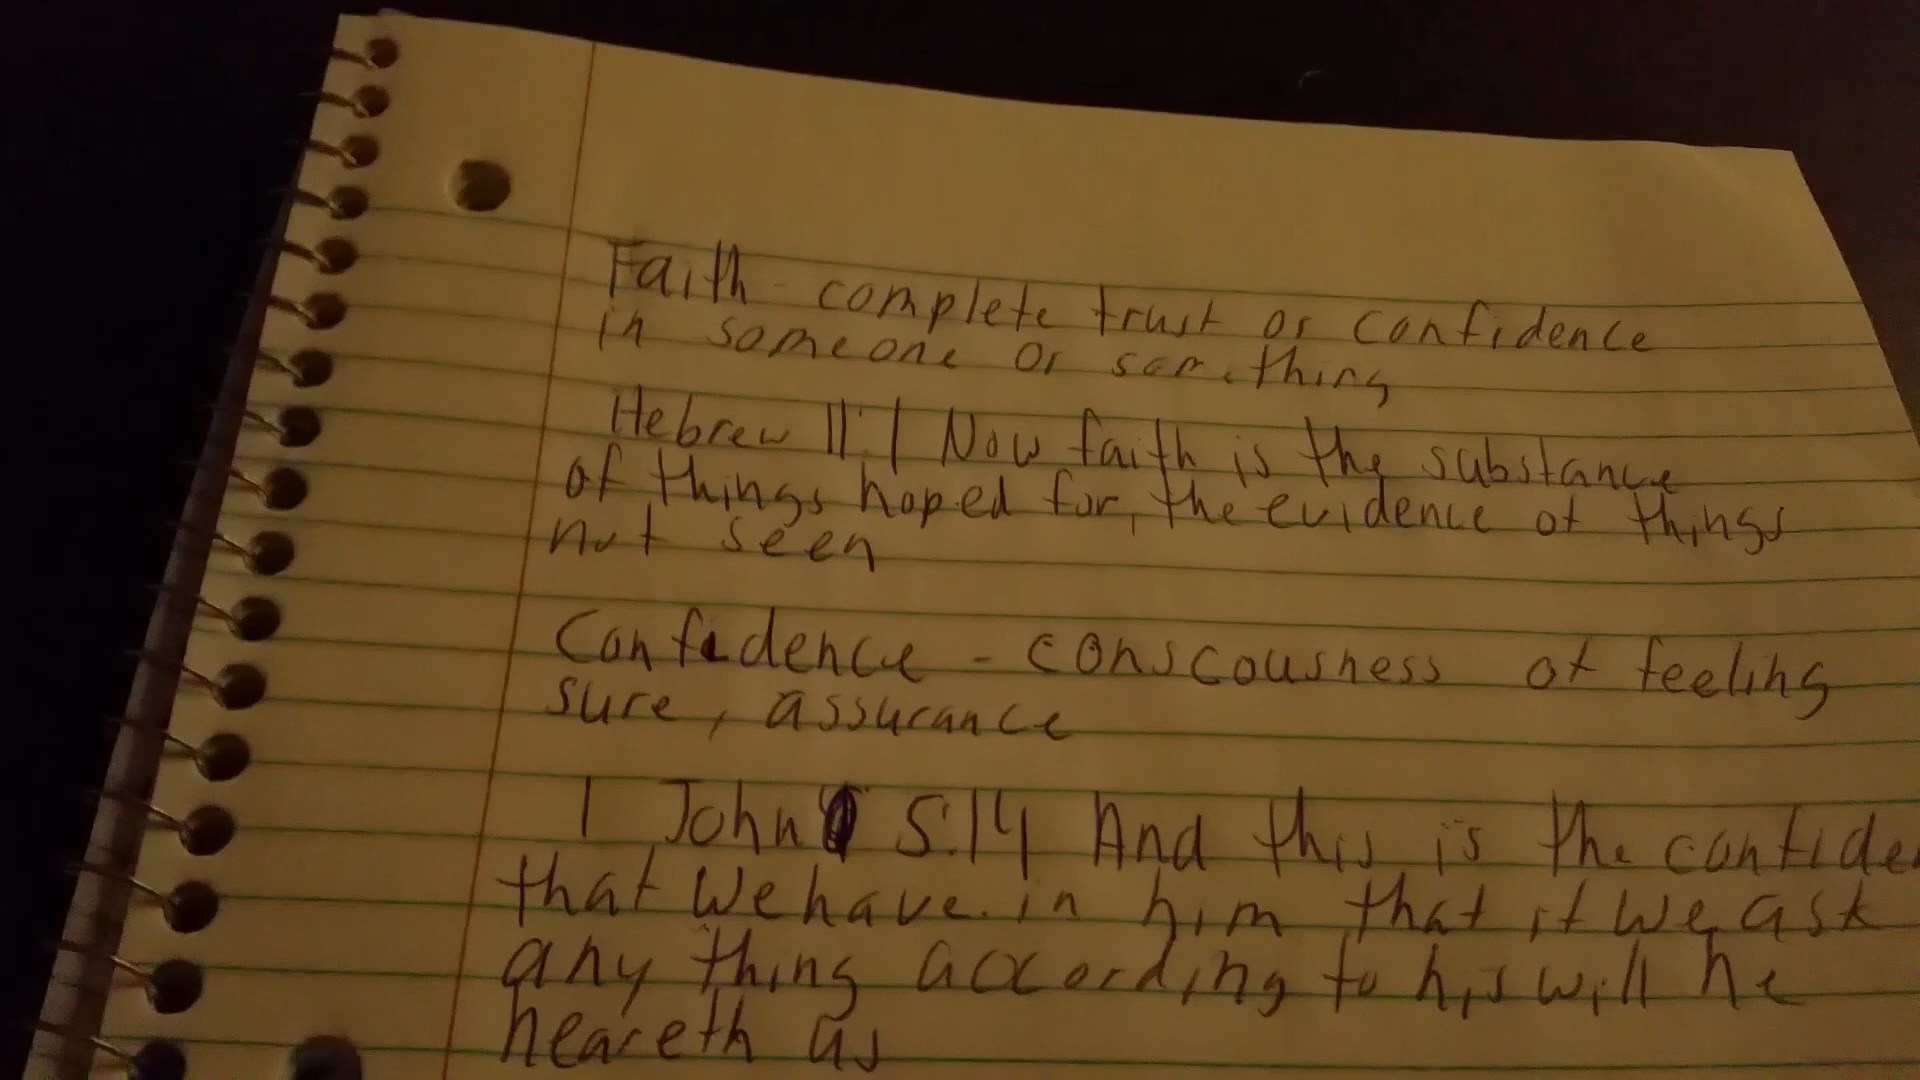 Faith - complete trust or confidence
in someone or something
Hebrew 11:1 Now faith is the substance
of things hoped for, the evidence of things
not seen
Confidence - conscousness of feeling
sure, assurance
1 John 5:14 And this is the confide
that we have in him that if we ask
any thing according to his will he
heareth us